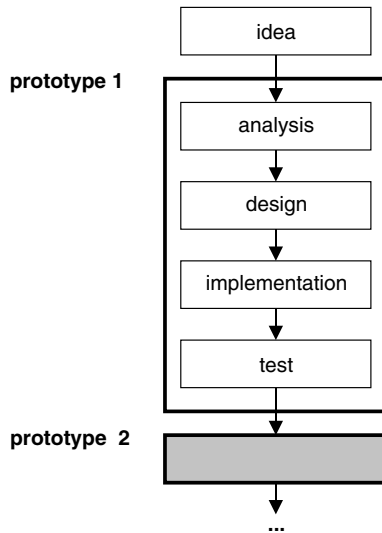 idea
prototype 1
analysis
design
implementation
test
prototype 2
...